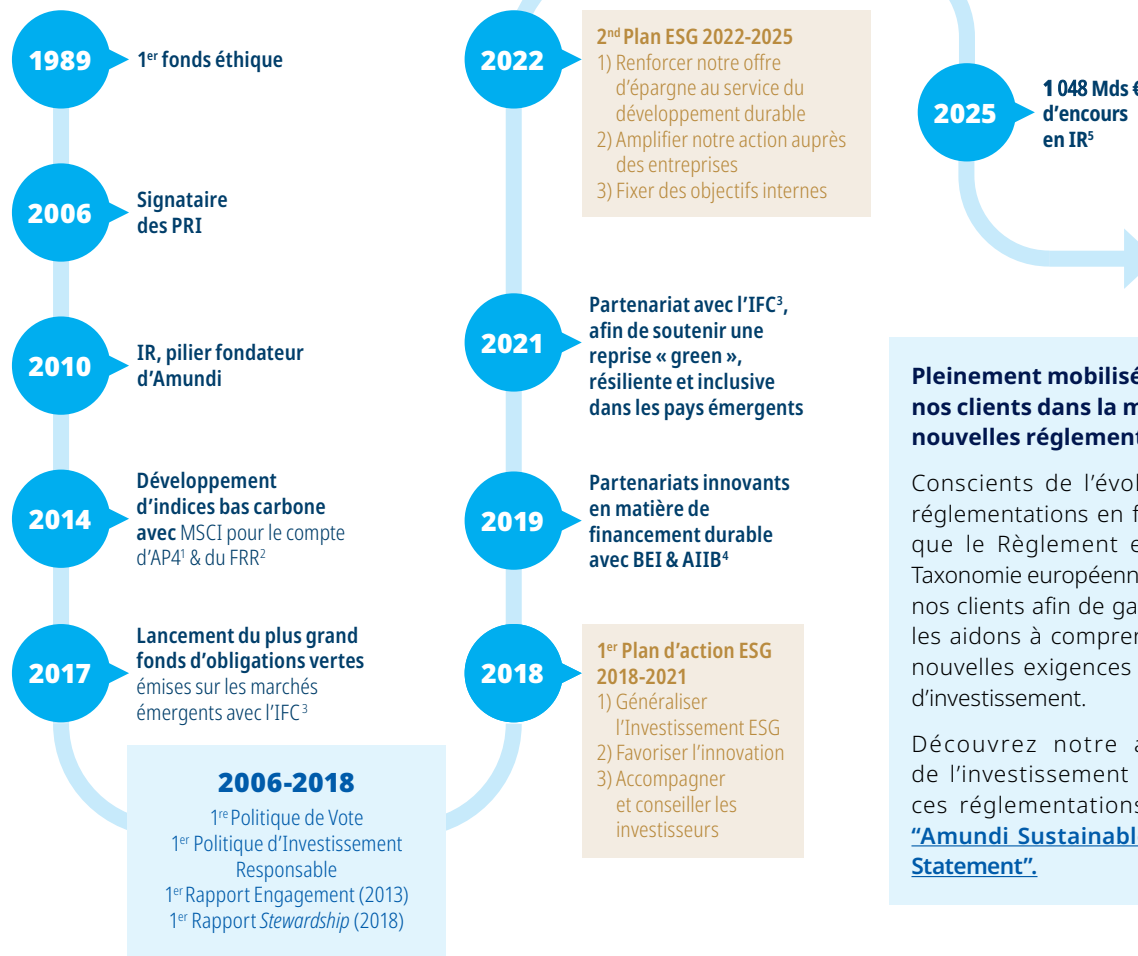 1989
1er fonds éthique
2006
Signataire
des PRI
2010
IR, pilier fondateur
d'Amundi
2014
Développement
d'indices bas carbone
avec MSCI pour le compte
d'AP4¹ & du FRR²
2017
Lancement du plus grand
fonds d'obligations vertes
émises sur les marchés
émergents avec l'IFC³
2006-2018
1re Politique de Vote
1er Politique d'Investissement
Responsable
1er Rapport Engagement (2013)
1er Rapport Stewardship (2018)
2018
1er Plan d'action ESG
2018-2021
1) Généraliser
l'Investissement ESG
2) Favoriser l'innovation
3) Accompagner
et conseiller les
investisseurs
2019
Partenariats innovants
en matière de
financement durable
avec BEI & AIIB⁴
2021
Partenariat avec l'IFC³,
afin de soutenir une
reprise « green »,
résiliente et inclusive
dans les pays émergents
2022
2nd Plan ESG 2022-2025
1) Renforcer notre offre
d'épargne au service du
développement durable
2) Amplifier notre action auprès
des entreprises
3) Fixer des objectifs internes
2025
1 048 Mds €
d'encours
en IR⁵
Pleinement mobilisé
nos clients dans la
nouvelles
Conscients de l'évol
réglementations en
que le Règlement
Taxonomie
nos clients afin de
les aidons à
nouvelles exigences
d'investissement.
Découvrez notre
de l'investissement
ces réglementations
"Amundi
Statement".